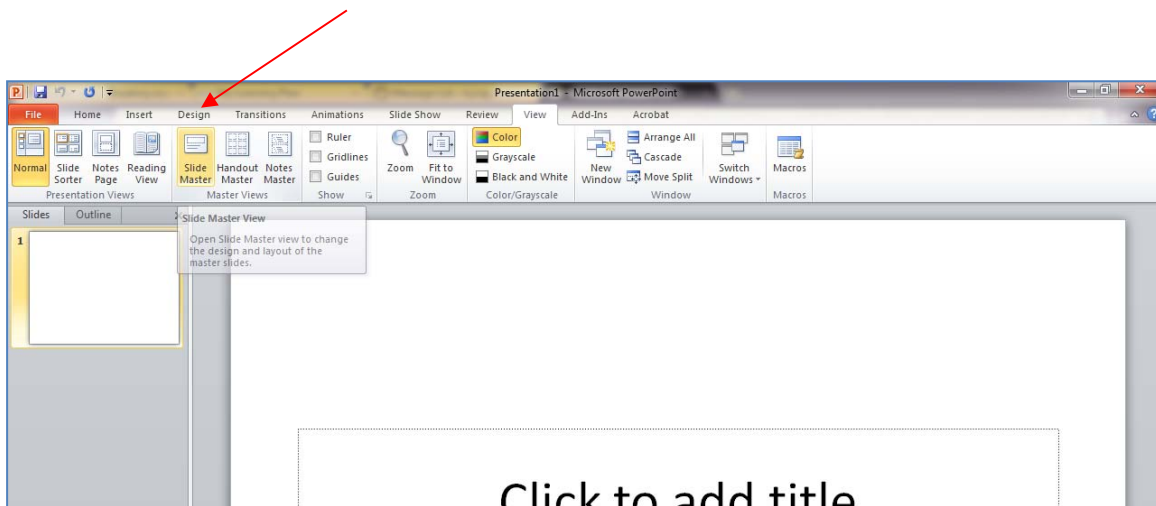 Presentation1 - Microsoft PowerPoint
File Home Insert Design Transitions Animations Slide Show Review View Add-Ins Acrobat
Normal Slide Sorter Notes Page Reading View Slide Master Handout Master Notes Master Ruler Gridlines Guides Zoom Fit to Window Color Grayscale Black and White New Window Arrange All Cascade Move Split Switch Windows Macros
Presentation Views Master Views Show Zoom Color/Grayscale Window Macros
Slides Outline
Slide Master View
Open Slide Master view to change
the design and layout of the
master slides.
1
Click to add title